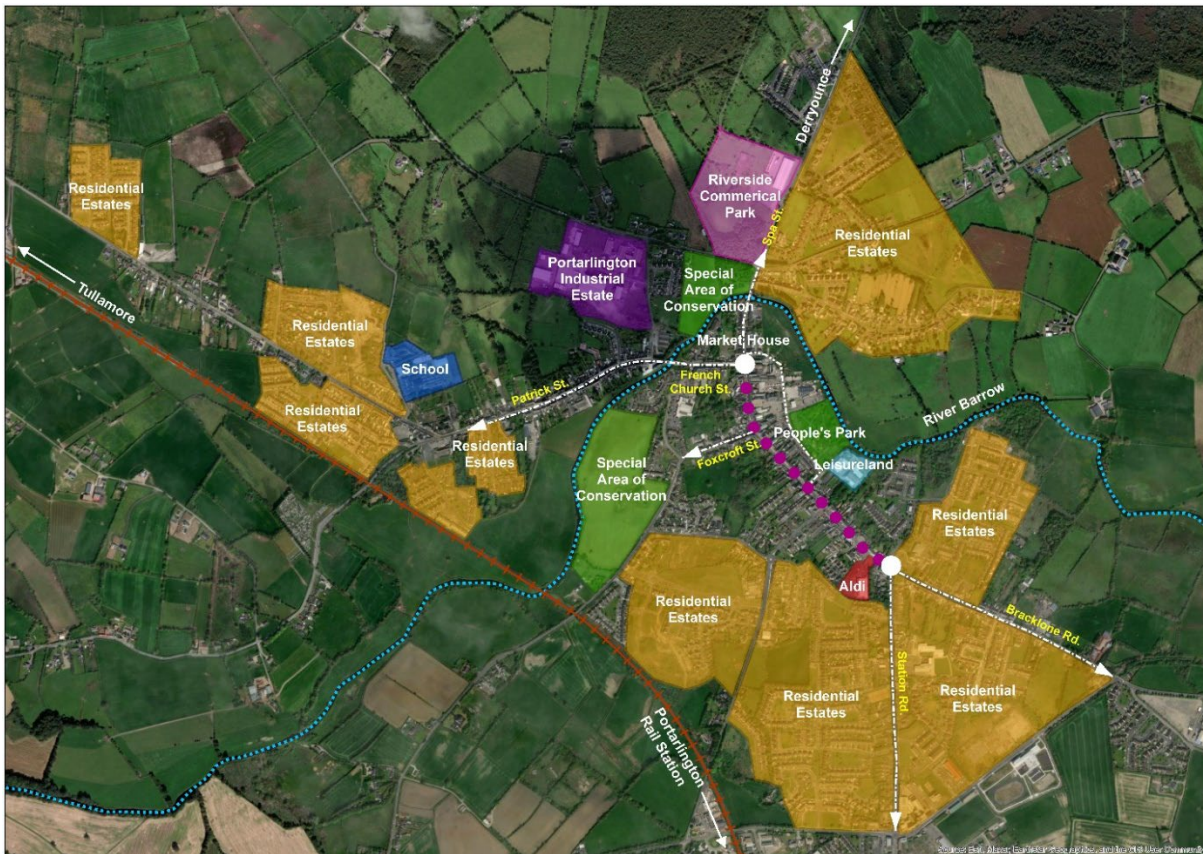 Derryounce
Residential
Estates
Riverside
Commerical
Park
Spa St.
Residential
Estates
Portarlington
Industrial
Estate
Special
Area of
Conservation
Tullamore
Residential
Estates
Market House
School
French
Church St.
Patrick St.
Residential
Estates
River Barrow
People's Park
Foxcroft St.
Residential
Estates
Leisureland
Special
Area of
Conservation
Residential
Estates
Aldi
Residential
Estates
Bracklone Rd.
Station Rd.
Residential
Estates
Residential
Estates
Portarlington
Rail Station